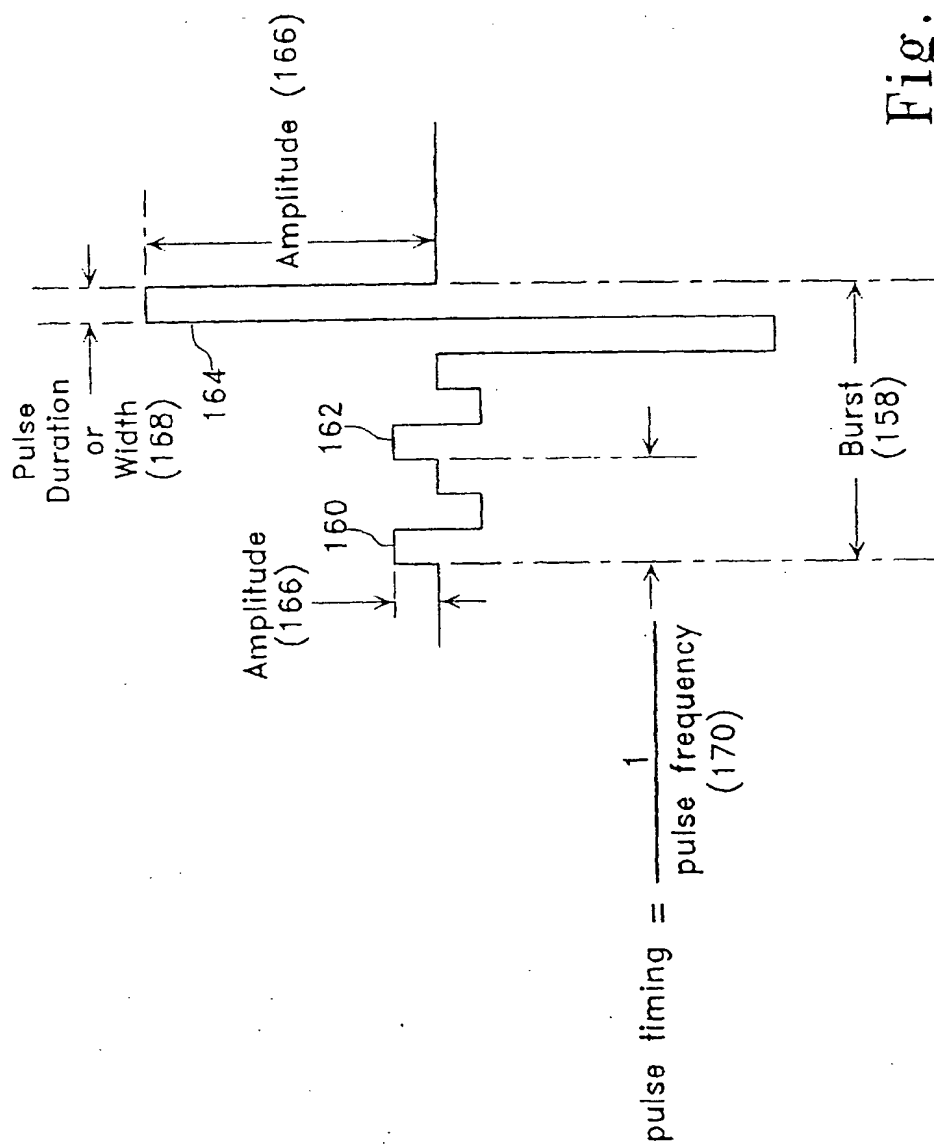 Pulse
Duration
or
Width
(168)
164
Amplitude (166)
Amplitude
(166)
160
162
Burst
(158)
pulse timing =
1
pulse frequency
(170)
Fig.